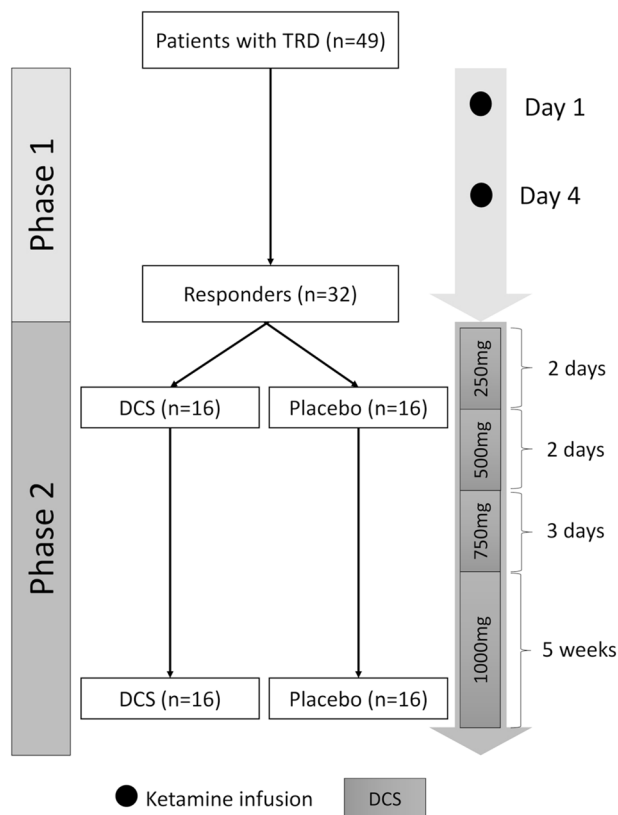 Patients with TRD (n=49)
Phase 1
Day 1
Day 4
Responders (n=32)
Phase 2
DCS (n=16)
Placebo (n=16)
250mg
2 days
500mg
2 days
750mg
3 days
1000mg
5 weeks
DCS (n=16)
Placebo (n=16)
Ketamine infusion
DCS